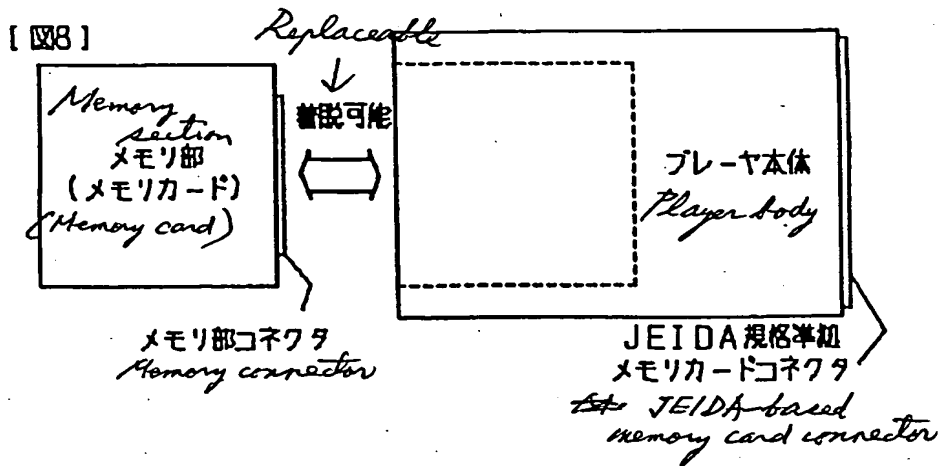 [図8]
Replaceable
着脱可能
Memory
section
メモリ部
(メモリカード)
(Memory card)
プレーヤ本体
Player body
メモリ部コネクタ
Memory connector
JEIDA規格準拠
メモリカードコネクタ
JEIDA-based
memory card connector